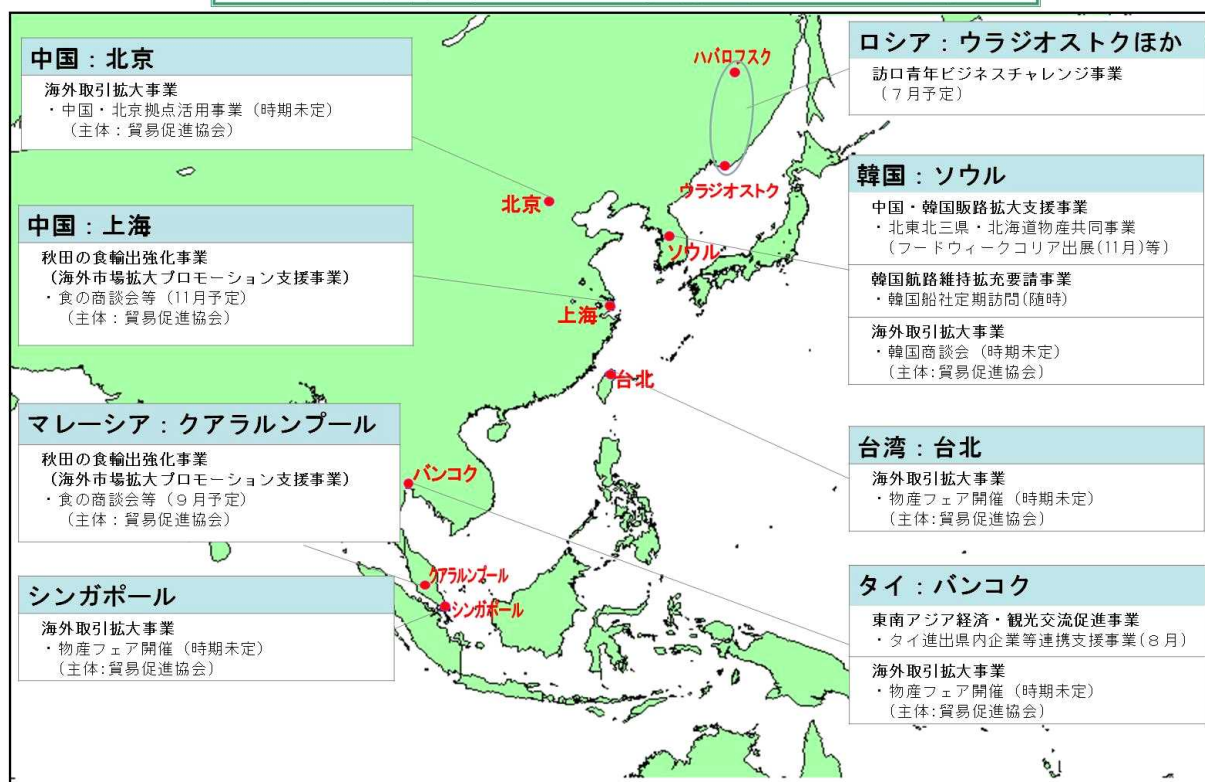 中国：北京
海外取引拡大事業
・中国・北京拠点活用事業（時期未定）
（主体：貿易促進協会）
中国：上海
秋田の食輸出強化事業
（海外市場拡大プロモーション支援事業）
・食の商談会等（11月予定）
（主体：貿易促進協会）
マレーシア：クアラルンプール
秋田の食輸出強化事業
（海外市場拡大プロモーション支援事業）
・食の商談会等（９月予定）
（主体：貿易促進協会）
シンガポール
海外取引拡大事業
・物産フェア開催（時期未定）
（主体:貿易促進協会）
ハバロフスク
ウラジオストク
北京
ソウル
上海
台北
バンコク
クアラルンプール
シンガポール
ロシア：ウラジオストクほか
訪ロ青年ビジネスチャレンジ事業
（７月予定）
韓国：ソウル
中国・韓国販路拡大支援事業
・北東北三県・北海道物産共同事業
（フードウィークコリア出展(11月)等）
韓国航路維持拡充要請事業
・韓国船社定期訪問(随時)
海外取引拡大事業
・韓国商談会（時期未定）
（主体:貿易促進協会）
台湾：台北
海外取引拡大事業
・物産フェア開催（時期未定）
（主体:貿易促進協会）
タイ：バンコク
東南アジア経済・観光交流促進事業
・タイ進出県内企業等連携支援事業(８月)
海外取引拡大事業
・物産フェア開催（時期未定）
（主体:貿易促進協会）